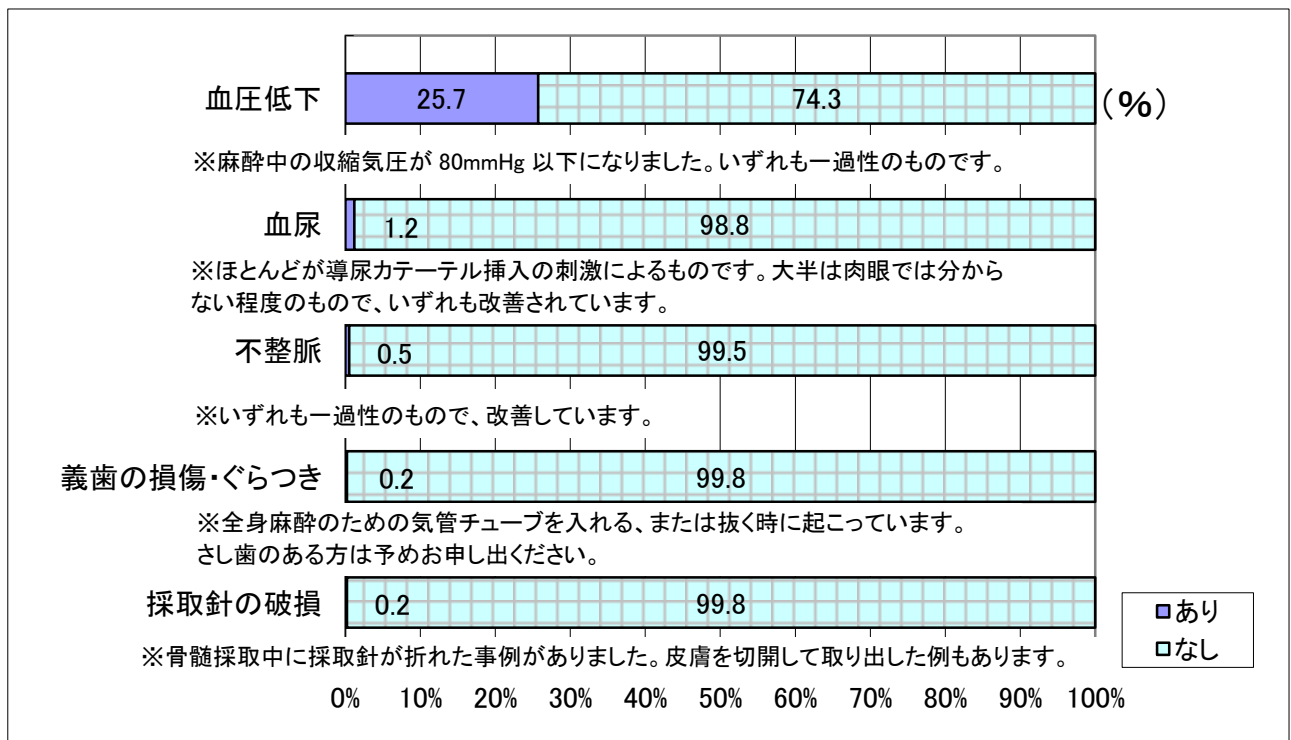 血圧低下
25.7
74.3
(%)
※麻酔中の収縮気圧が 80mmHg 以下になりました。いずれも一過性のものです。
血尿
1.2
98.8
※ほとんどが導尿カテーテル挿入の刺激によるものです。大半は肉眼では分から
ない程度のもので、いずれも改善されています。
不整脈
0.5
99.5
※いずれも一過性のもので、改善しています。
義歯の損傷・ぐらつき
0.2
99.8
※全身麻酔のための気管チューブを入れる、または抜く時に起こっています。
さし歯のある方は予めお申し出ください。
採取針の破損
0.2
99.8
あり
なし
※骨髄採取中に採取針が折れた事例がありました。皮膚を切開して取り出した例もあります。
0% 10% 20% 30% 40% 50% 60% 70% 80% 90% 100%